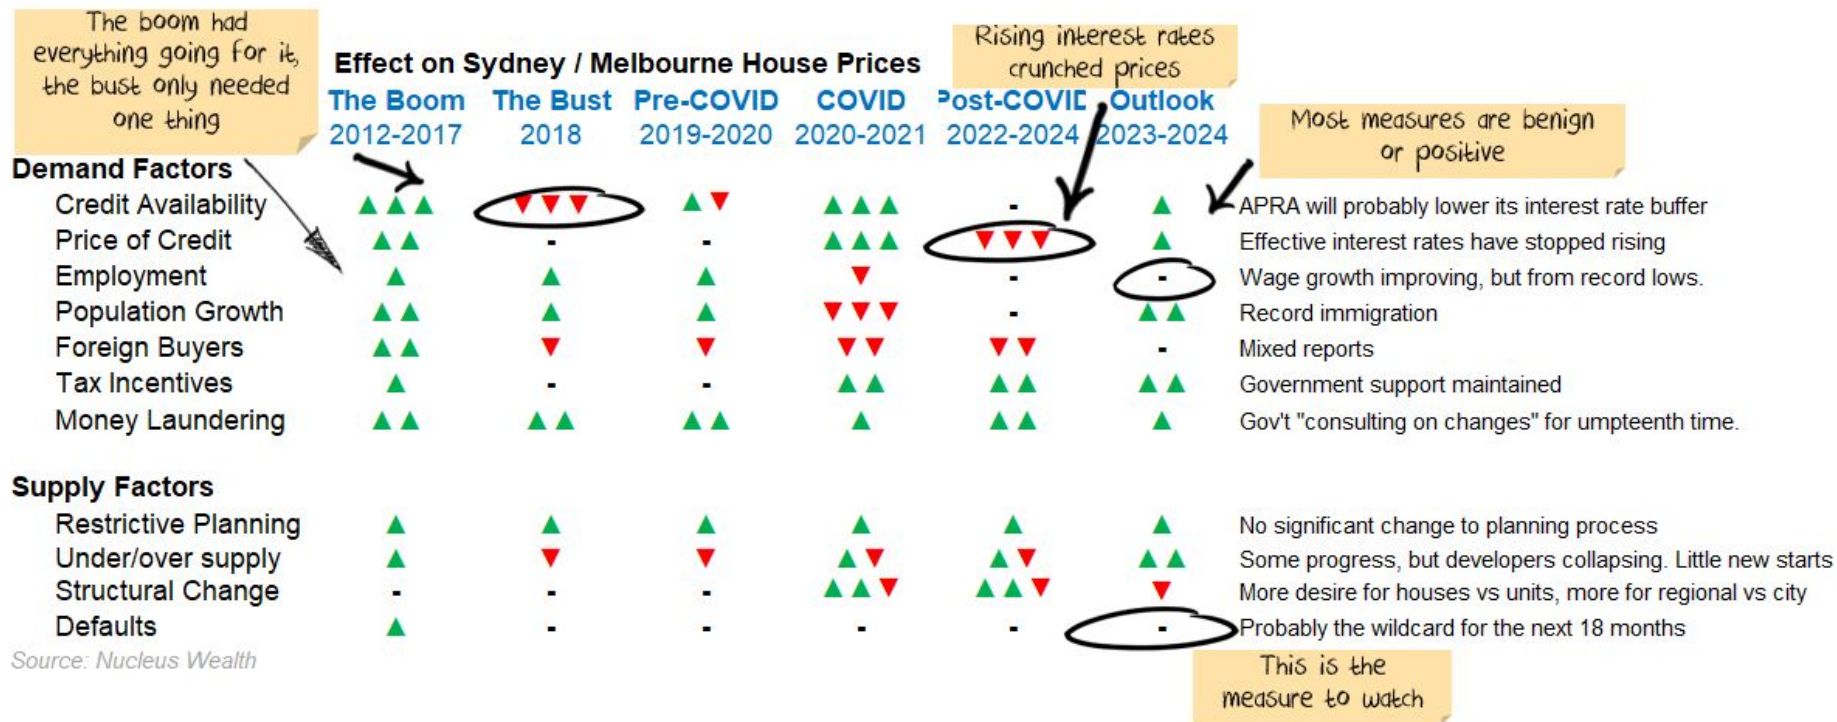 The boom had
everything going for it,
the bust only needed
one thing
Rising interest rates
crunched prices
Effect on Sydney / Melbourne House Prices
The Boom The Bust Pre-COVID COVID Post-COVID Outlook
2012-2017 2018 2019-2020 2020-2021 2022-2024 2023-2024
Most measures are benign
or positive
Demand Factors
Credit Availability ▲▲▲ ▼▼▼ ▲▼ ▲▲▲ - ▲ APRA will probably lower its interest rate buffer
Price of Credit ▲▲ - - ▲▲▲ ▼▼▼ ▲ Effective interest rates have stopped rising
Employment ▲ ▲ ▲ ▼ - - Wage growth improving, but from record lows.
Population Growth ▲▲ ▲ ▲ ▼▼▼ - ▲▲ Record immigration
Foreign Buyers ▲▲ ▼ ▼ ▼▼ ▼▼ - Mixed reports
Tax Incentives ▲ - - ▲▲ ▲▲ ▲▲ Government support maintained
Money Laundering ▲▲ ▲▲ ▲▲ ▲ ▲▲ ▲ Gov't "consulting on changes" for umpteenth time.
Supply Factors
Restrictive Planning ▲ ▲ ▲ ▲ ▲ ▲ No significant change to planning process
Under/over supply ▲ ▼ ▼ ▲▼ ▲▼ ▲▲ Some progress, but developers collapsing. Little new starts
Structural Change - - - ▲▲▼ ▲▲▼ ▼ More desire for houses vs units, more for regional vs city
Defaults ▲ - - - - - Probably the wildcard for the next 18 months
Source: Nucleus Wealth
This is the
measure to watch